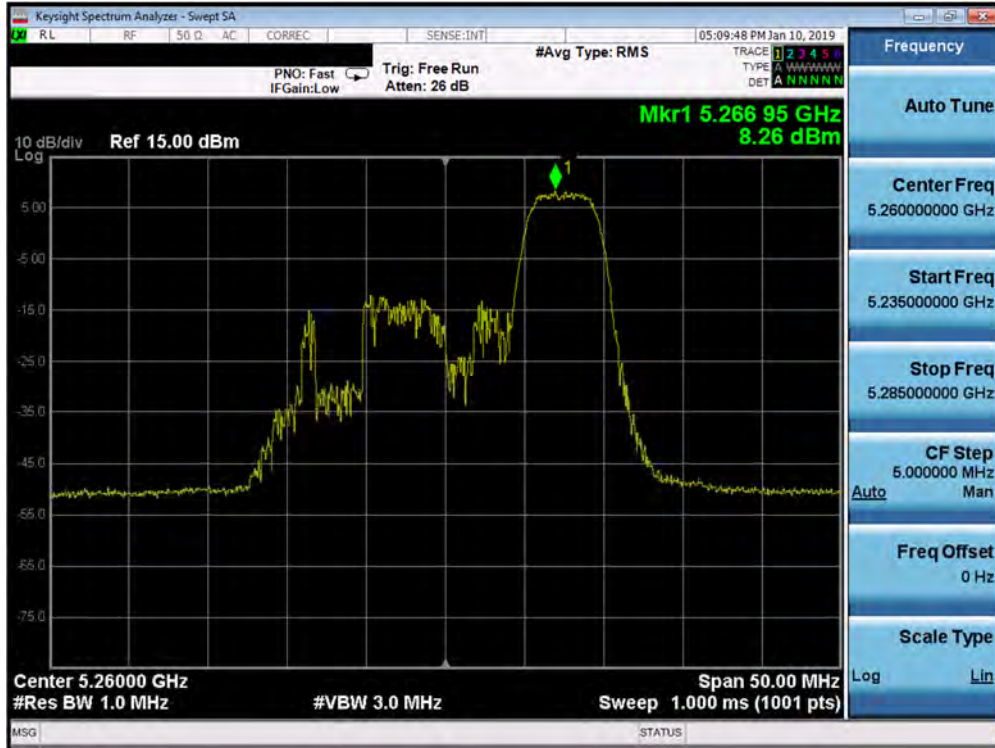 Keysight Spectrum Analyzer - Swept SA
LXI RL RF 50 Ω AC CORREC SENSE:INT 05:09:48 PM Jan 10, 2019
#Avg Type: RMS TRACE 1 2 3 4 5 6
PNO: Fast Trig: Free Run TYPE A WWWWW
IFGain:Low Atten: 26 dB DET A N N N N N
Mkr1 5.266 95 GHz
8.26 dBm
10 dB/div Ref 15.00 dBm
Log
1
5.00
-5.00
-15.0
-25.0
-35.0
-45.0
-55.0
-65.0
-75.0
Center 5.26000 GHz Span 50.00 MHz
#Res BW 1.0 MHz #VBW 3.0 MHz Sweep 1.000 ms (1001 pts)
MSG STATUS
Frequency
Auto Tune
Center Freq
5.260000000 GHz
Start Freq
5.235000000 GHz
Stop Freq
5.285000000 GHz
CF Step
5.000000 MHz
Auto Man
Freq Offset
0 Hz
Scale Type
Log Lin